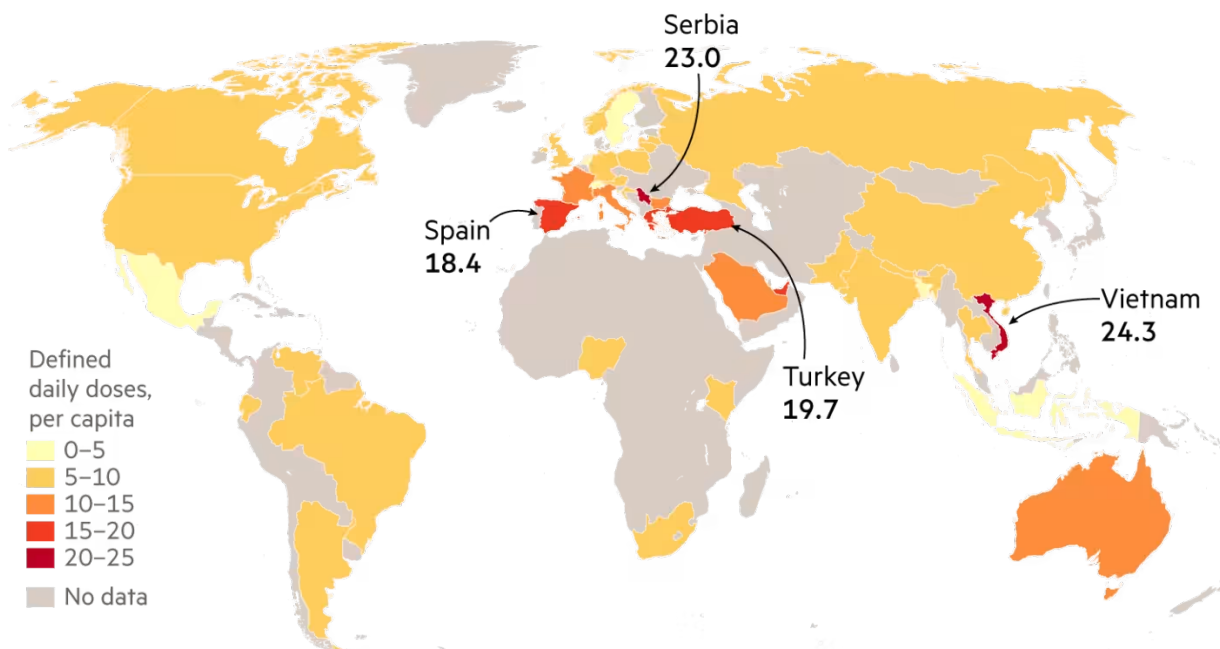 Serbia
23.0
Spain
18.4
Vietnam
24.3
Turkey
19.7
Defined
daily doses,
per capita
0–5
5–10
10–15
15–20
20–25
No data